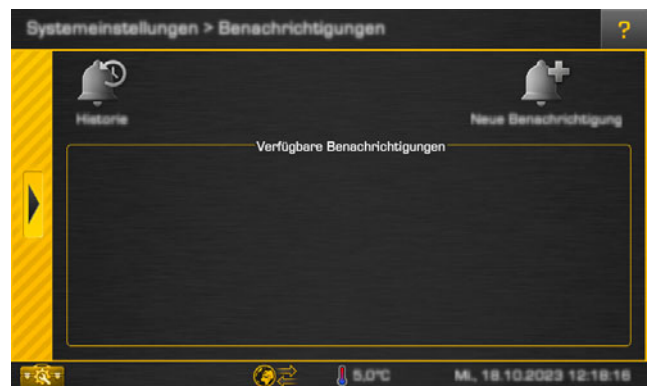 Systemeinstellungen > Benachrichtigungen
?
Historie
Neue Benachrichtigung
Verfügbare Benachrichtigungen
5,0°C
Mi., 18.10.2023 12:18:16